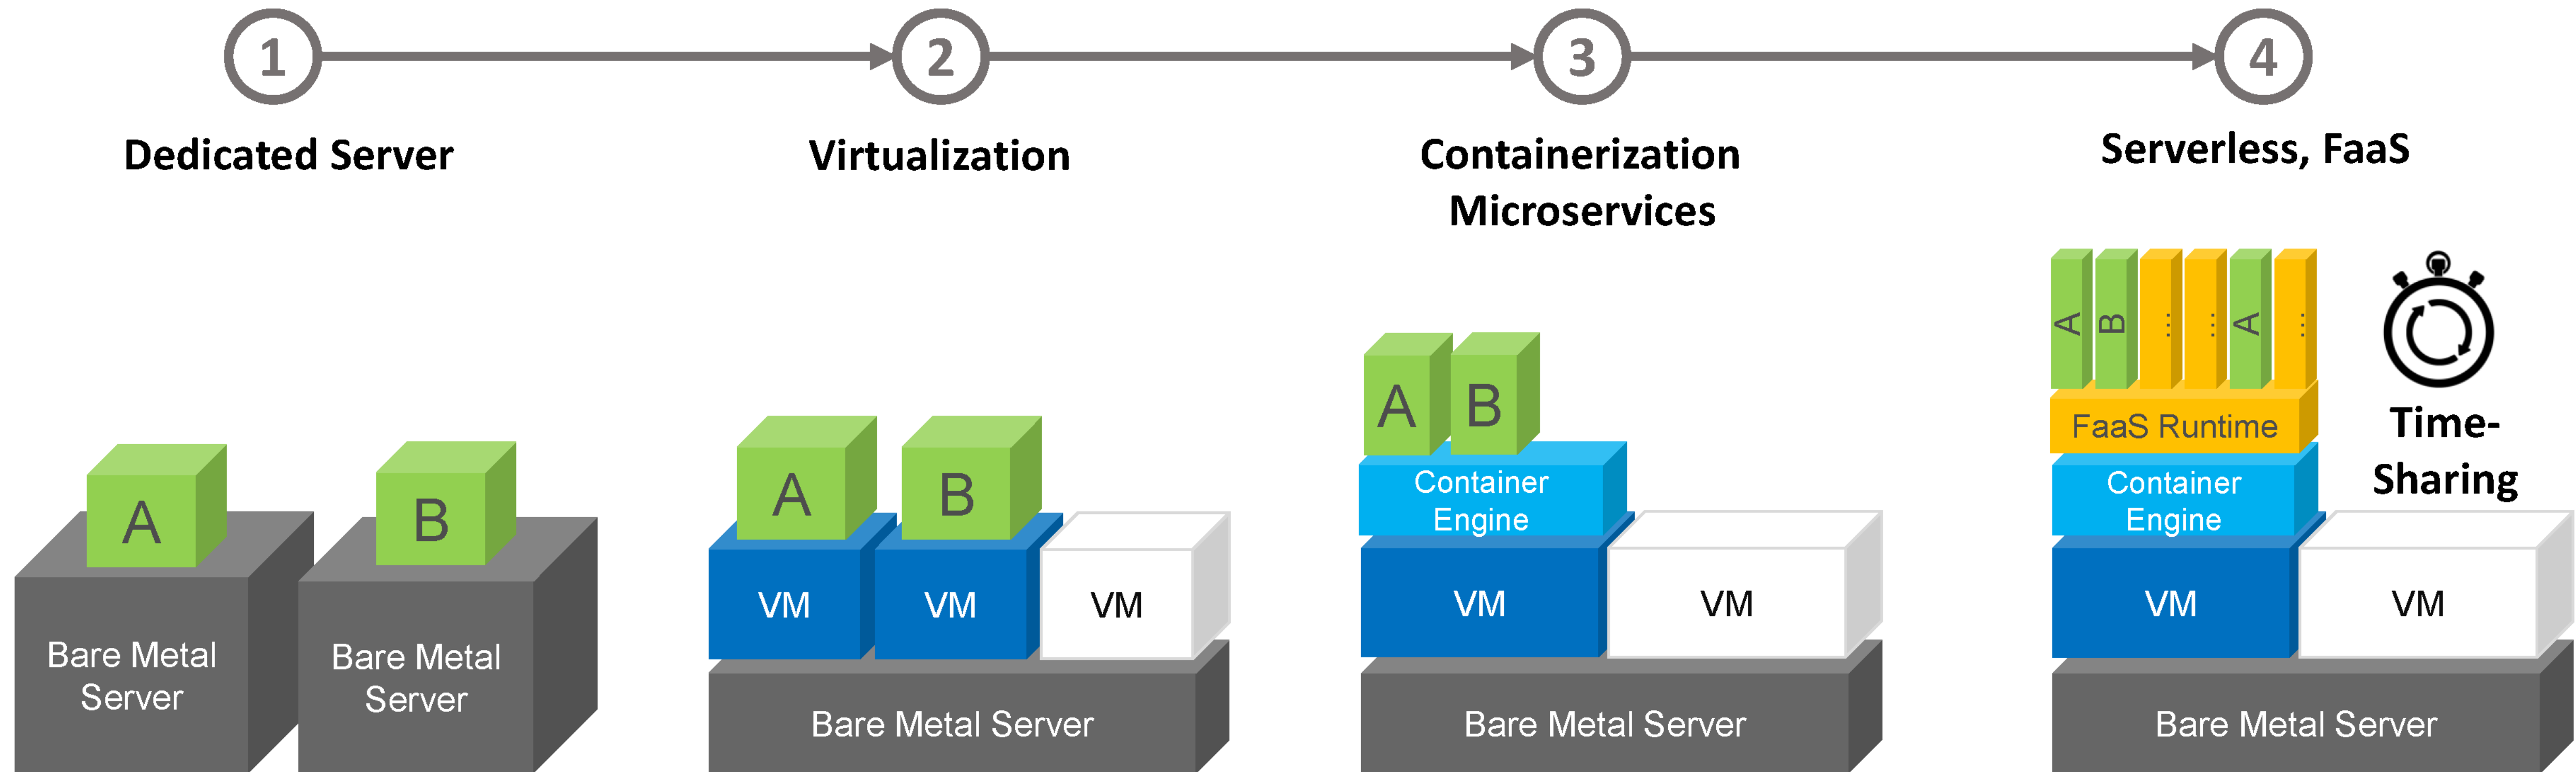 1
2
3
4
Dedicated Server
Virtualization
Containerization
Microservices
Serverless, FaaS
A
B
Bare Metal
Server
Bare Metal
Server
A
B
VM
VM
VM
Bare Metal Server
A
B
Container
Engine
VM
VM
Bare Metal Server
A
B
...
...
A
...
FaaS Runtime
Container
Engine
VM
VM
Bare Metal Server
Time-
Sharing